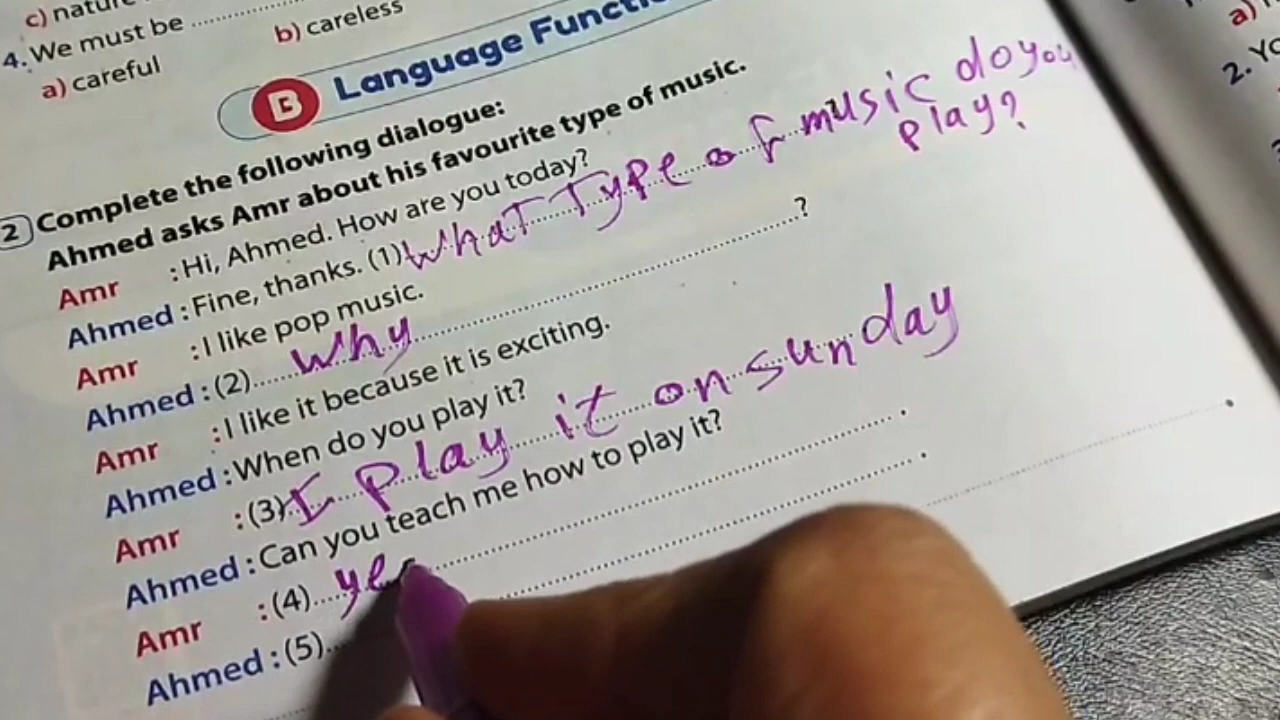 c) natur
4. We must be ....................
a) careful b) careless
B Language Functi
2 Complete the following dialogue:
Ahmed asks Amr about his favourite type of music.
Amr : Hi, Ahmed. How are you today?
Ahmed : Fine, thanks. (1) What Type of music do you
play?
Amr : I like pop music.
Ahmed : (2) Why ....................?
Amr : I like it because it is exciting.
Ahmed : When do you play it?
Amr : (3) I play it on sunday
Ahmed : Can you teach me how to play it?
Amr : (4) yes ....................
Ahmed : (5) ....................
a)
2. Yo